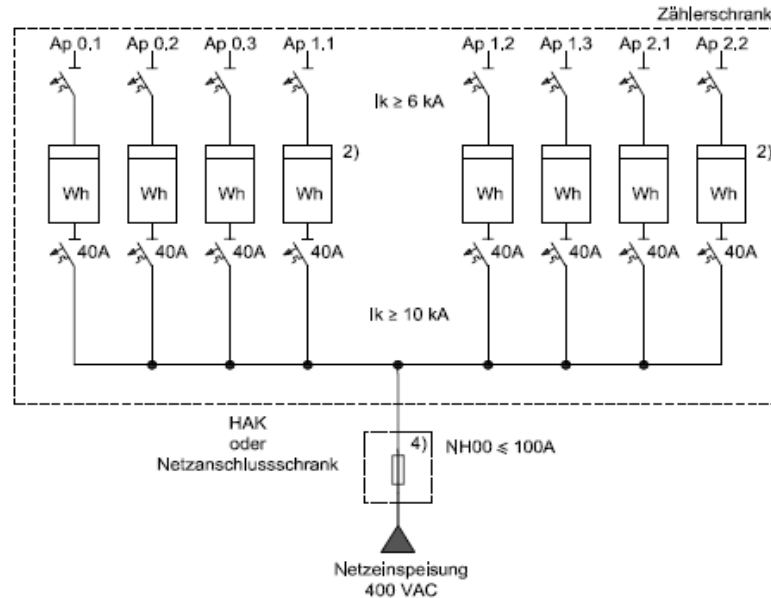 Zählerschrank
Ap 0.1 Ap 0.2 Ap 0.3 Ap 1.1 Ap 1.2 Ap 1.3 Ap 2.1 Ap 2.2
Ik ≥ 6 kA
2) 2)
Wh Wh Wh Wh Wh Wh Wh Wh
40A 40A 40A 40A 40A 40A 40A 40A
Ik ≥ 10 kA
HAK
oder
Netzanschlussschrank
4) NH00 ⩽ 100A
Netzeinspeisung
400 VAC